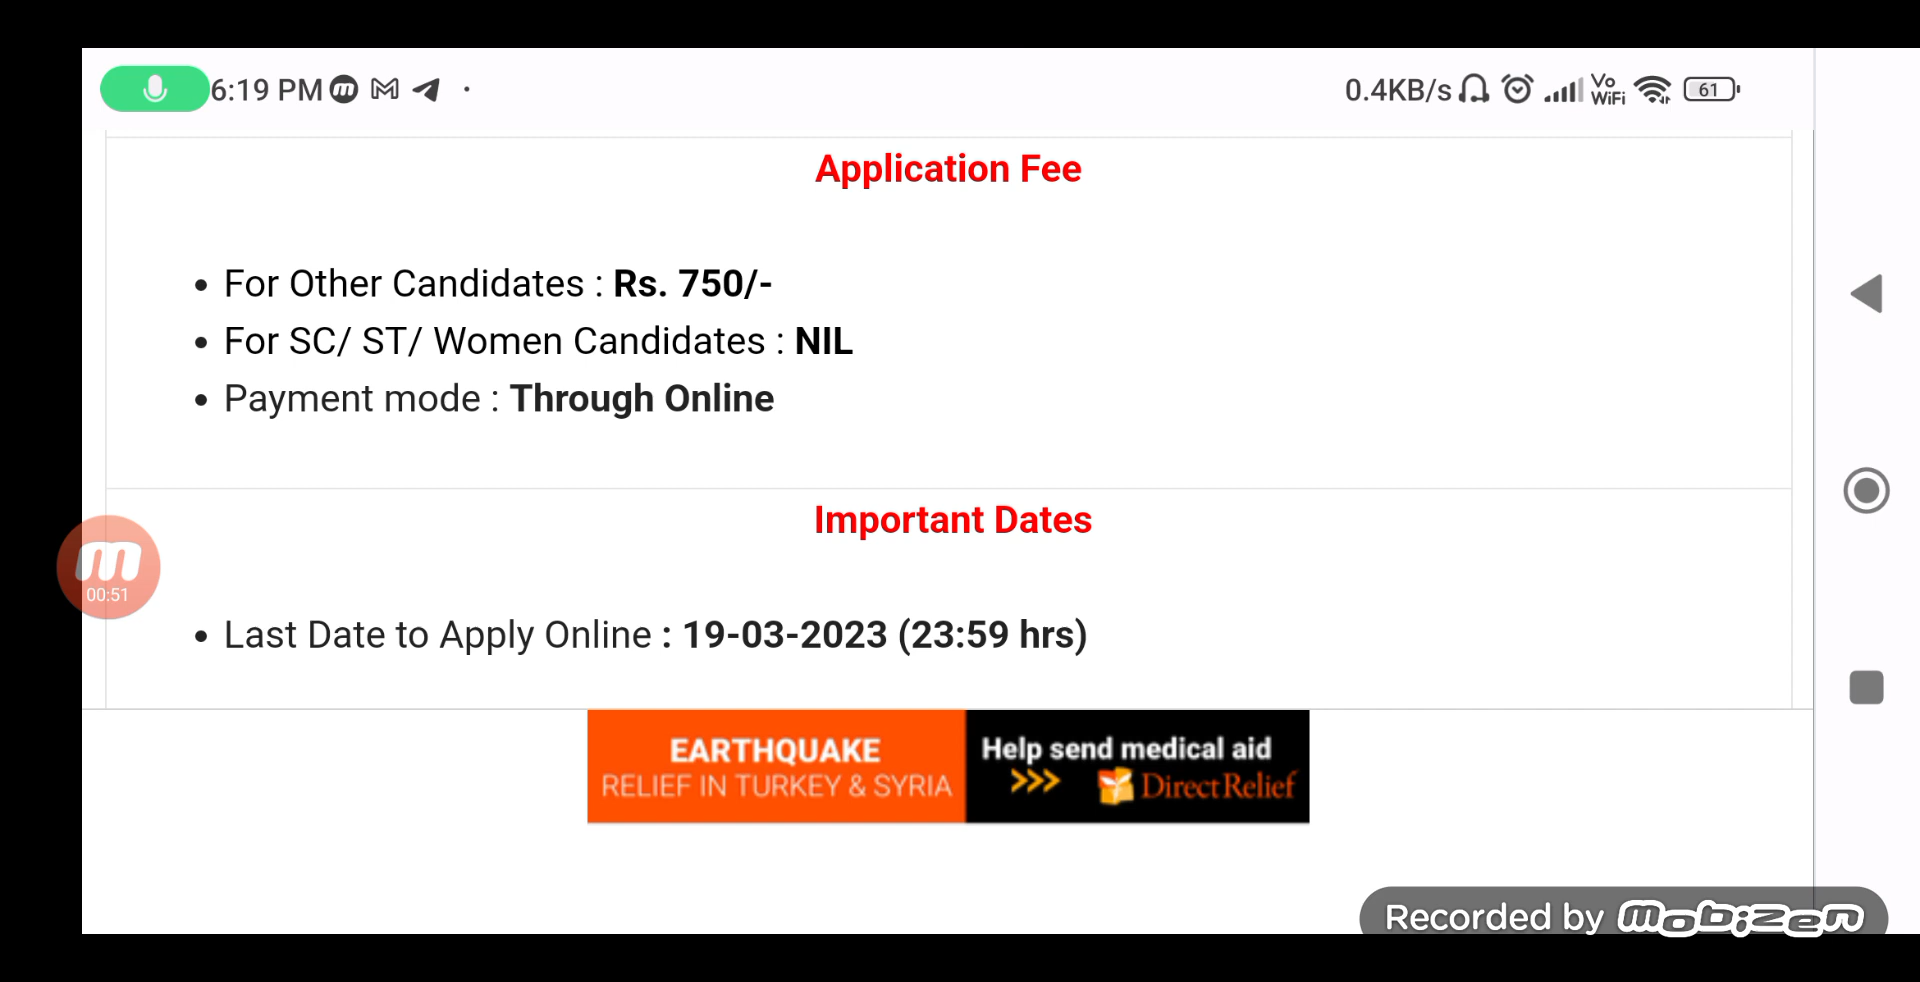 6:19 PM
0.4KB/s Vo WiFi 61
Application Fee
• For Other Candidates : Rs. 750/-
• For SC/ ST/ Women Candidates : NIL
• Payment mode : Through Online
Important Dates
00:51
• Last Date to Apply Online : 19-03-2023 (23:59 hrs)
EARTHQUAKE
RELIEF IN TURKEY & SYRIA
Help send medical aid
>>> DirectRelief
Recorded by mobizen